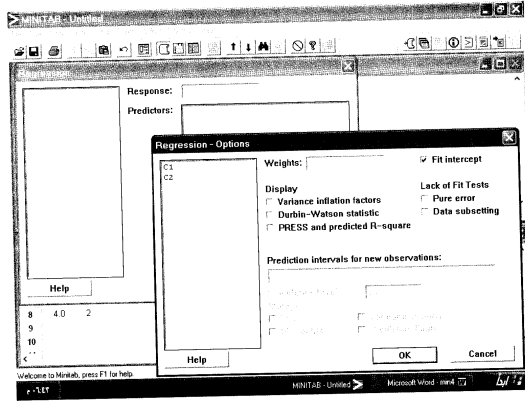 MINITAB - Untitled
Regression
Response:
Predictors:
Help
Regression - Options
C1
C2
Weights:
Fit intercept
Display
Variance inflation factors
Durbin-Watson statistic
PRESS and predicted R-square
Lack of Fit Tests
Pure error
Data subsetting
Prediction intervals for new observations:
Help
OK
Cancel
8 4.0 2
9
10
Welcome to Minitab, press F1 for help.
MINITAB - Untitled
Microsoft Word - min4
ابدأ